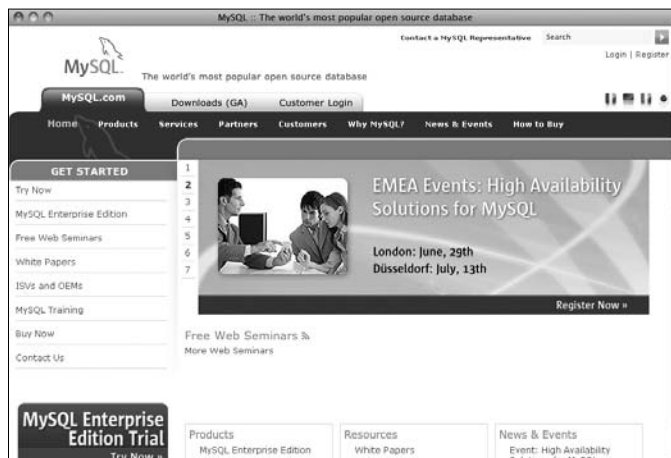 MySQL :: The world's most popular open source database
Contact a MySQL Representative Search
Login | Register
MySQL
The world's most popular open source database
MySQL.com Downloads (GA) Customer Login
Home Products Services Partners Customers Why MySQL? News & Events How to Buy
GET STARTED
Try Now
MySQL Enterprise Edition
Free Web Seminars
White Papers
ISVs and OEMs
MySQL Training
Buy Now
Contact Us
1
2
3
4
5
6
7
EMEA Events: High Availability
Solutions for MySQL
London: June, 29th
Düsseldorf: July, 13th
Register Now »
Free Web Seminars
More Web Seminars
MySQL Enterprise
Edition Trial
Try Now »
Products
MySQL Enterprise Edition
Resources
White Papers
News & Events
Event: High Availability
Solutions for MySQL